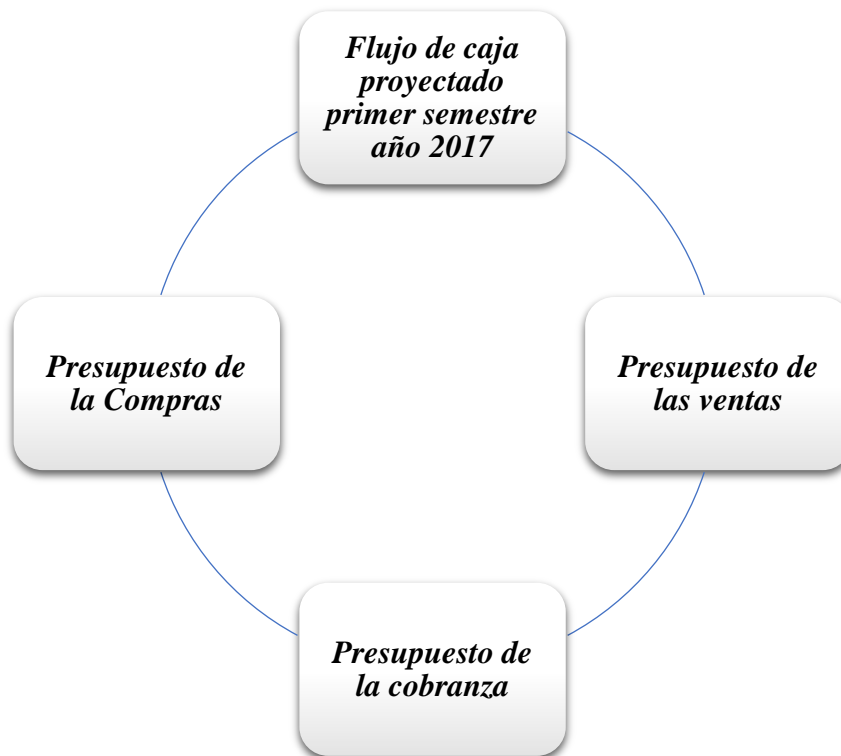 Flujo de caja
proyectado
primer semestre
año 2017
Presupuesto de
la Compras
Presupuesto de
las ventas
Presupuesto de
la cobranza